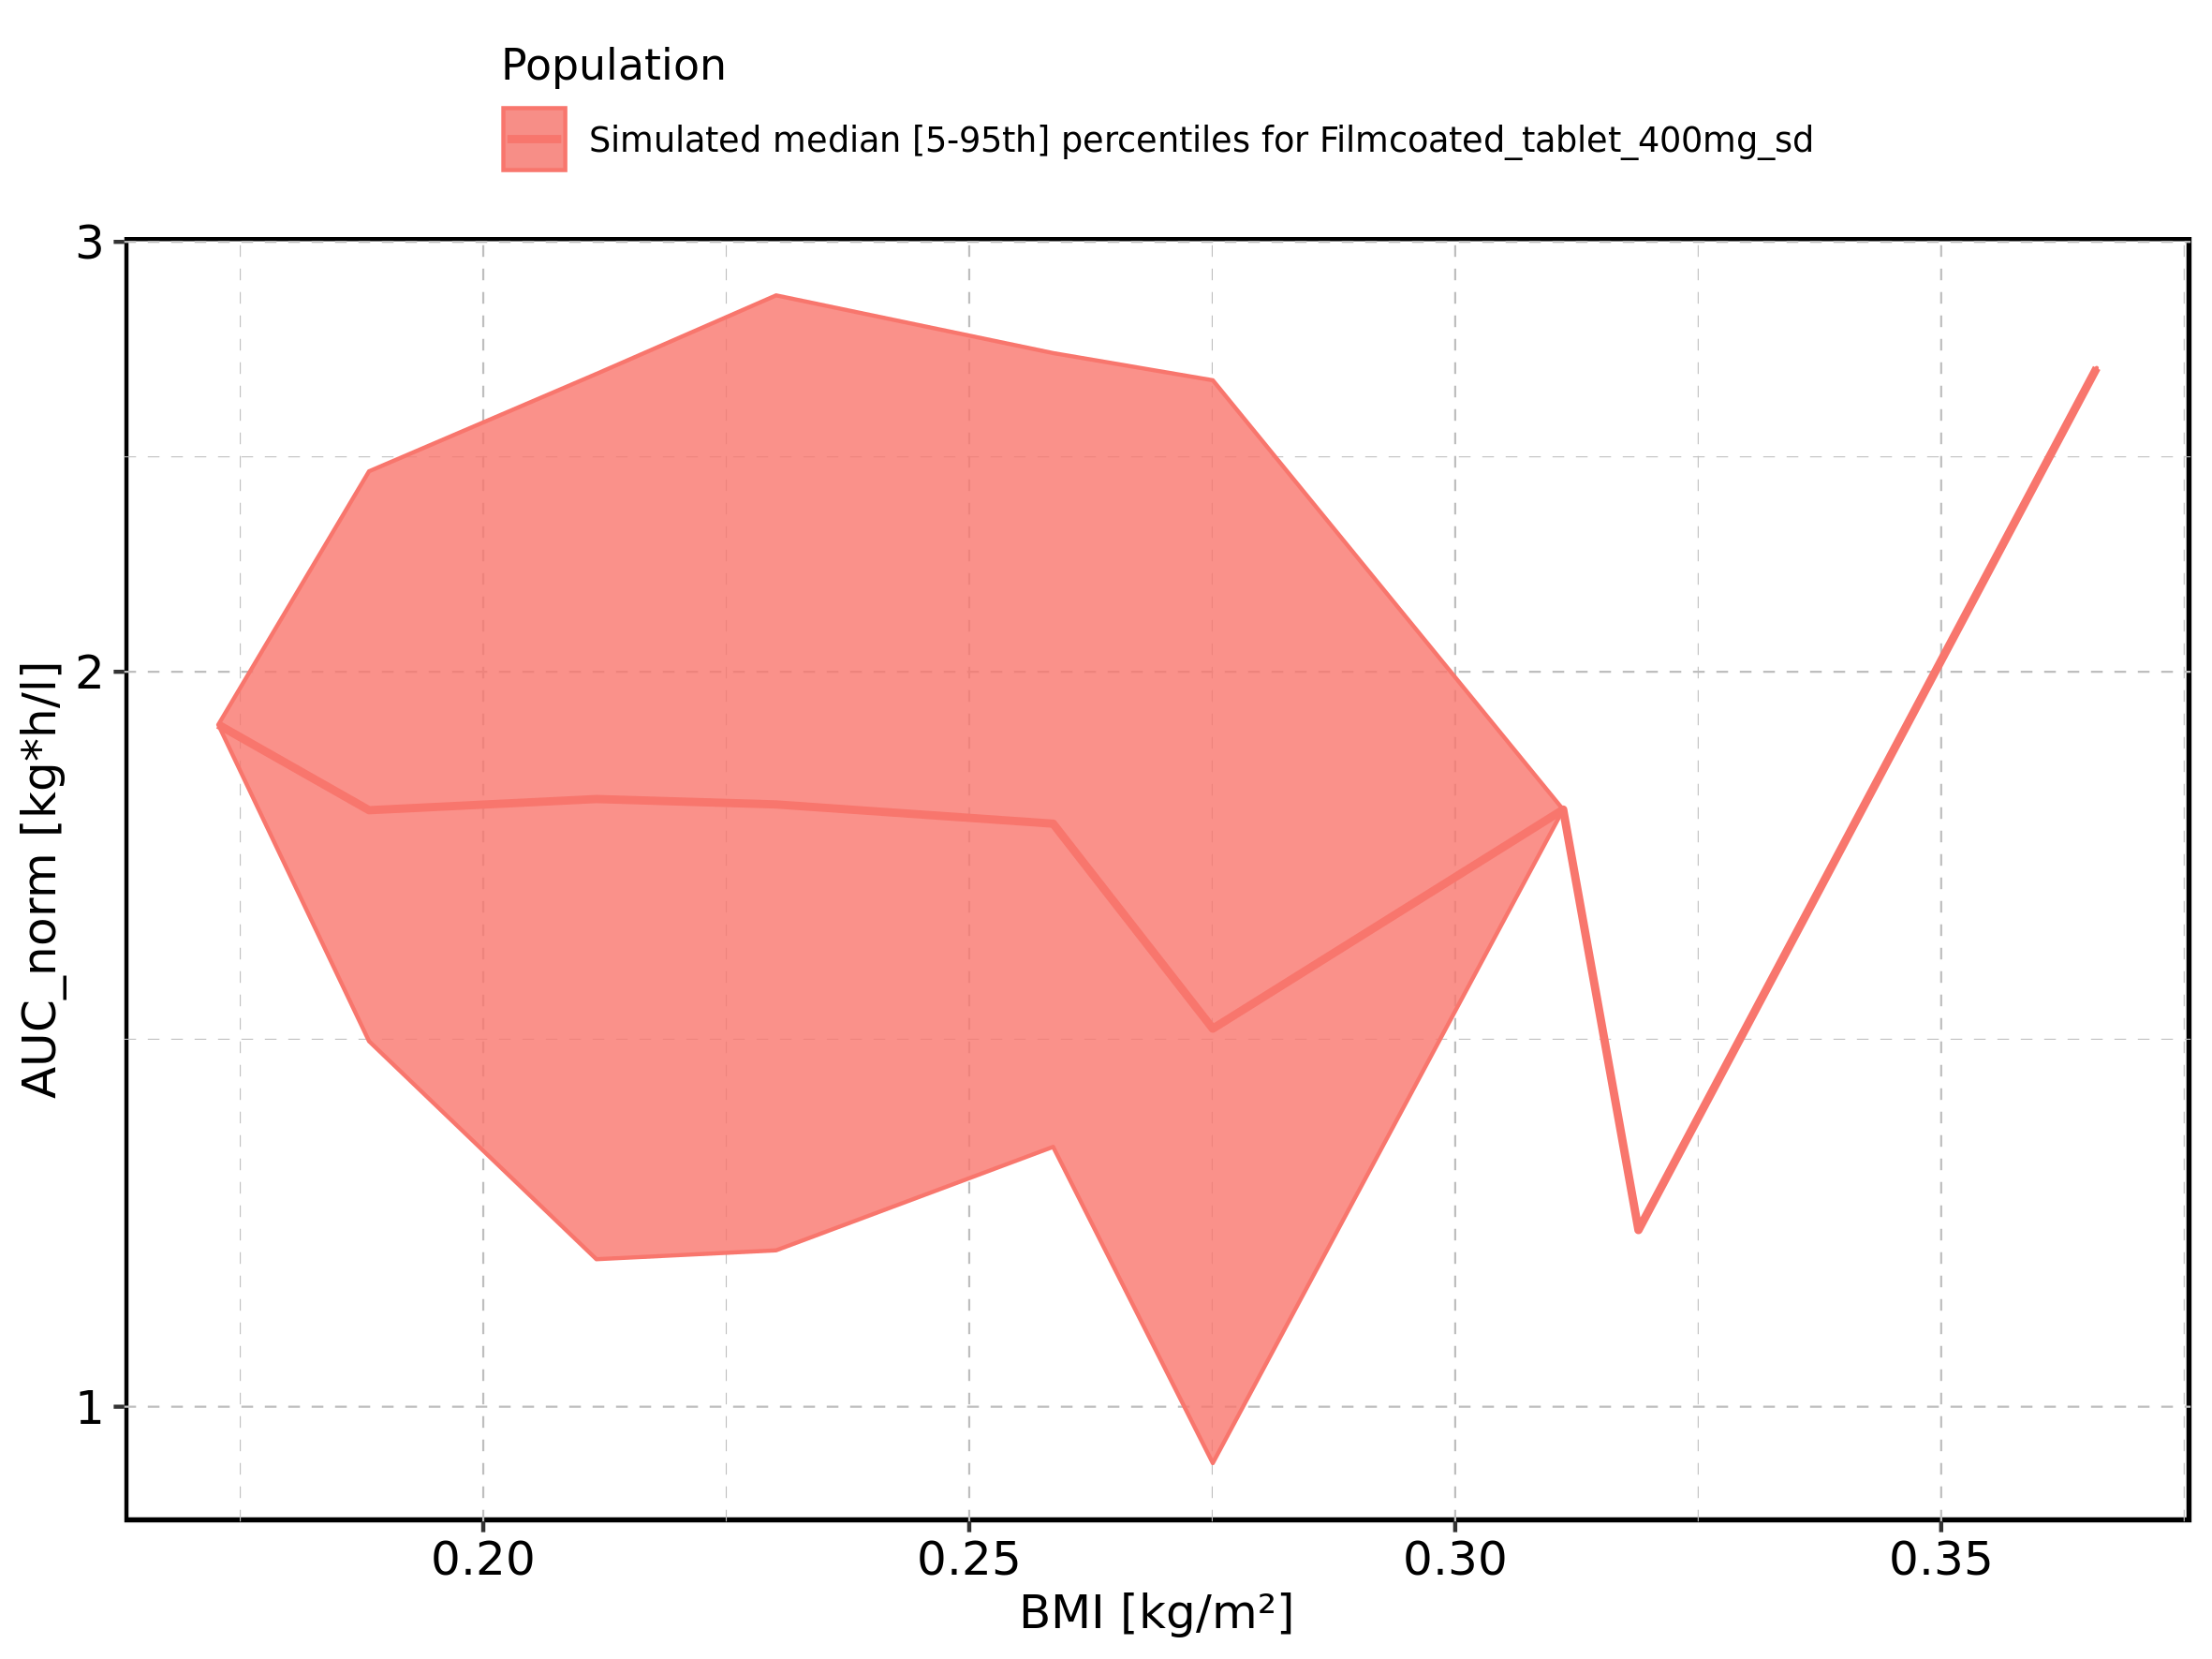 Population
Simulated median [5-95th] percentiles for Filmcoated_tablet_400mg_sd
AUC_norm [kg*h/l]
3
2
1
0.20 0.25 0.30 0.35
BMI [kg/m²]